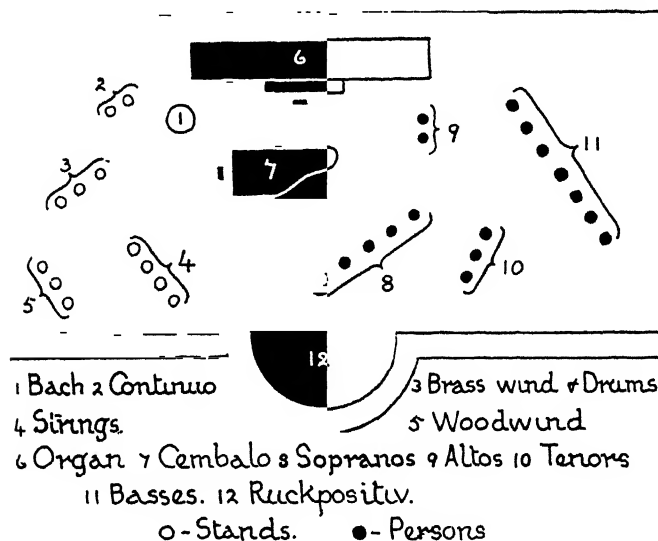 6
2
1
9
11
3
7
4
8
10
5
12
1 Bach 2 Continuo 3 Brass wind & Drums
4 Strings. 5 Woodwind
6 Organ 7 Cembalo 8 Sopranos 9 Altos 10 Tenors
11 Basses. 12 Ruckpositiv.
O - Stands. ● - Persons